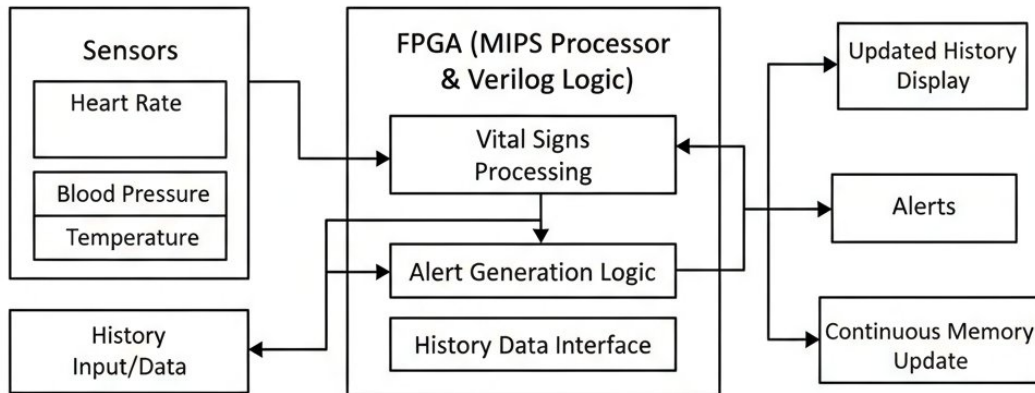 Sensors
Heart Rate
Blood Pressure
Temperature
History
Input/Data
FPGA (MIPS Processor
& Verilog Logic)
Vital Signs
Processing
Alert Generation Logic
History Data Interface
Updated History
Display
Alerts
Continuous Memory
Update